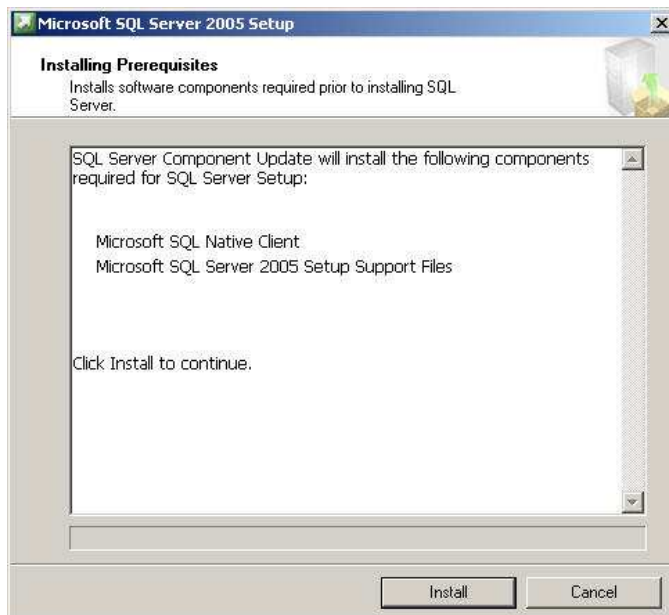 Microsoft SQL Server 2005 Setup
Installing Prerequisites
Installs software components required prior to installing SQL
Server.
SQL Server Component Update will install the following components
required for SQL Server Setup:
Microsoft SQL Native Client
Microsoft SQL Server 2005 Setup Support Files
Click Install to continue.
Install
Cancel